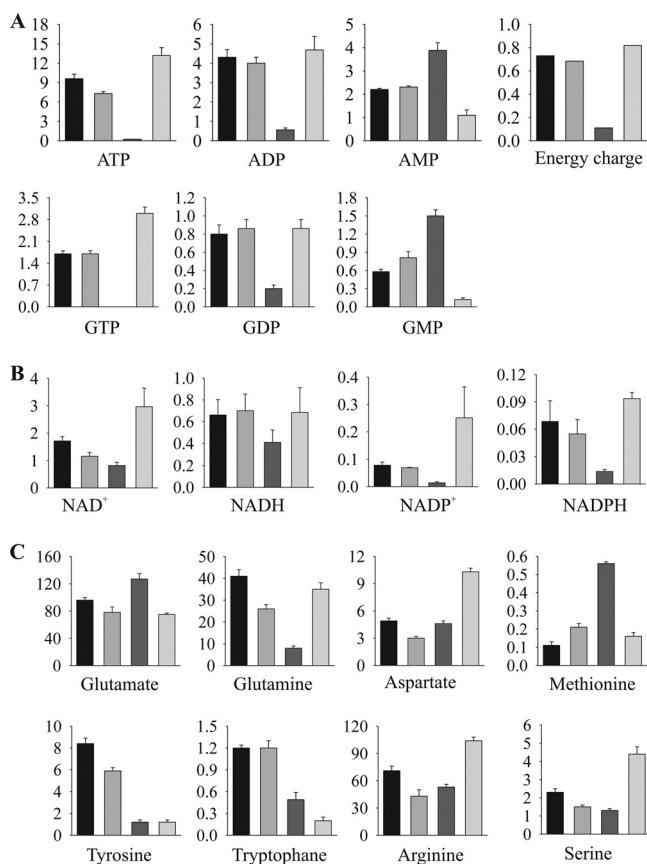 A
18 15 12 9 6 3 0
6 5 4 3 2 1 0
5 4 3 2 1 0
1.0 0.8 0.6 0.4 0.2 0.0
ATP ADP AMP Energy charge
3.5 2.8 2.1 1.4 0.7 0.0
1.2 1.0 0.8 0.6 0.4 0.2 0.0
1.8 1.5 1.2 0.9 0.6 0.3 0.0
GTP GDP GMP
B
4 3 2 1 0
1.0 0.8 0.6 0.4 0.2 0.0
0.4 0.3 0.2 0.1 0.0
0.12 0.09 0.06 0.03 0.00
NAD⁺ NADH NADP⁺ NADPH
C
160 120 80 40 0
50 40 30 20 10 0
12 9 6 3 0
0.6 0.5 0.4 0.3 0.2 0.1 0.0
Glutamate Glutamine Aspartate Methionine
10 8 6 4 2 0
1.5 1.2 0.9 0.6 0.3 0.0
120 90 60 30 0
5 4 3 2 1 0
Tyrosine Tryptophane Arginine Serine